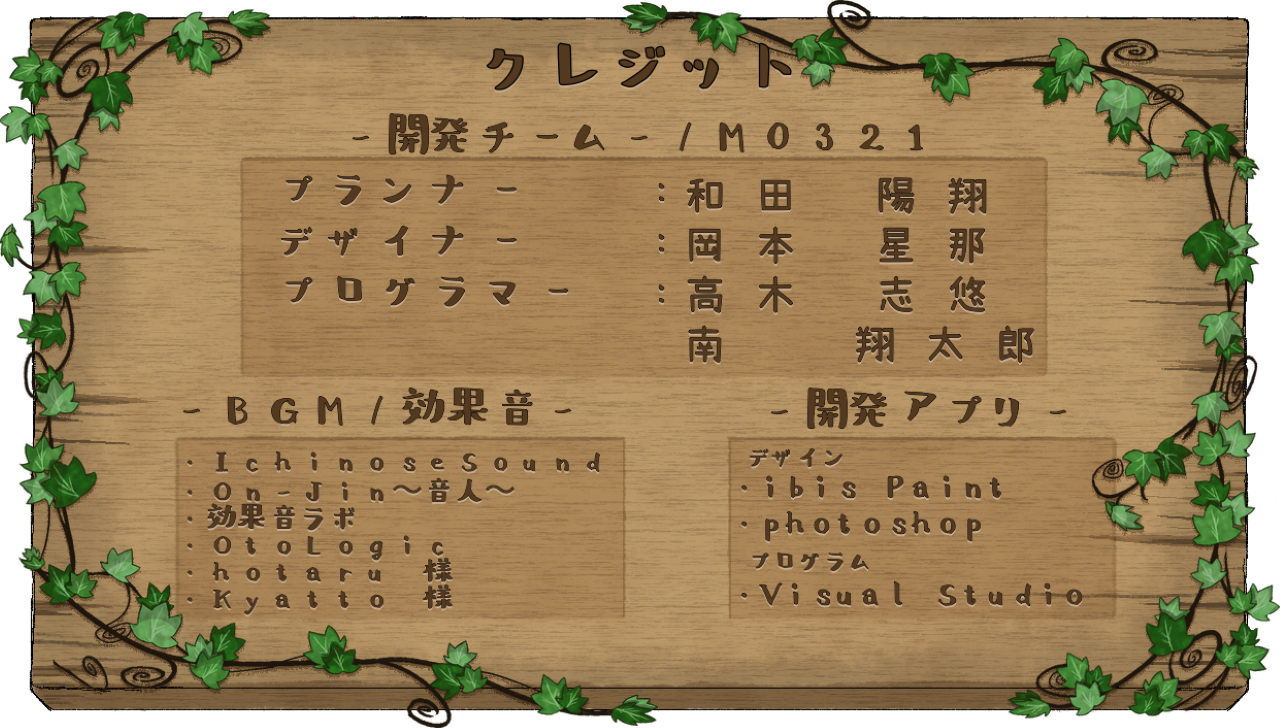 クレジット
-開発チーム-/M0321
プランナー:和田 陽翔
デザイナー:岡本 星那
プログラマー:高木 志悠
南 翔太郎
-BGM/効果音-
・IchinoseSound
・On-Jin～音人～
・効果音ラボ
・OtoLogic
・hotaru 様
・Kyatto 様
-開発アプリ-
デザイン
・ibis Paint
・photoshop
プログラム
・Visual Studio